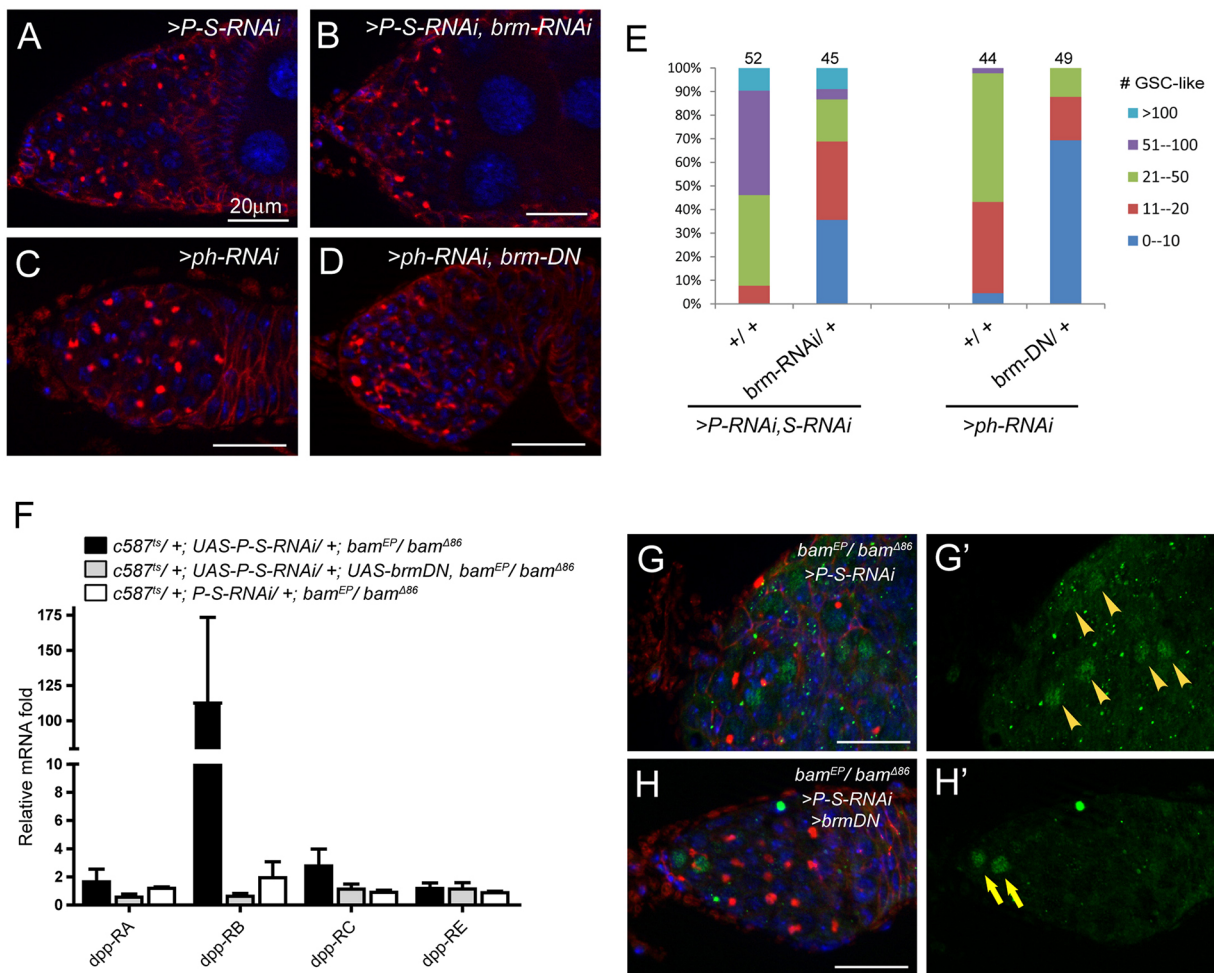 A
>P-S-RNAi
20µm
B
>P-S-RNAi, brm-RNAi
C
>ph-RNAi
D
>ph-RNAi, brm-DN
E
52 45 44 49
100%
90%
80%
70%
60%
50%
40%
30%
20%
10%
0%
# GSC-like
>100
51--100
21--50
11--20
0--10
+/ +
brm-RNAi/ +
+/ +
brm-DN/ +
>P-RNAi,S-RNAi
>ph-RNAi
F
c587ts/ +; UAS-P-S-RNAi/ +; bamEP/ bamΔ86
c587ts/ +; UAS-P-S-RNAi/ +; UAS-brmDN, bamEP/ bamΔ86
c587ts/ +; P-S-RNAi/ +; bamEP/ bamΔ86
Relative mRNA fold
175
150
125
100
10
8
6
4
2
0
dpp-RA
dpp-RB
dpp-RC
dpp-RE
G
bamEP/ bamΔ86
>P-S-RNAi
G’
H
bamEP/ bamΔ86
>P-S-RNAi
>brmDN
H’